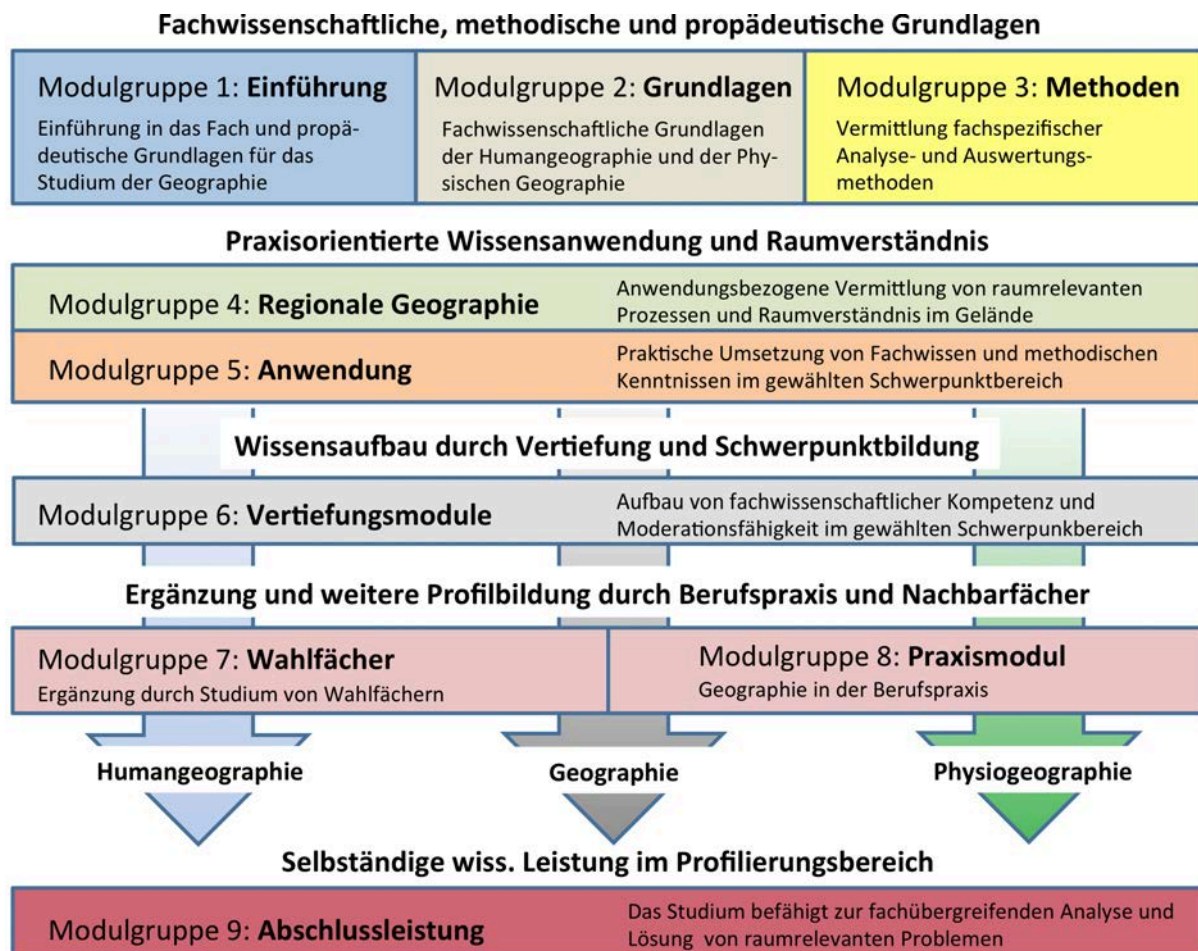 Fachwissenschaftliche, methodische und propädeutische Grundlagen
Modulgruppe 1: Einführung
Einführung in das Fach und propä-
deutische Grundlagen für das
Studium der Geographie
Modulgruppe 2: Grundlagen
Fachwissenschaftliche Grundlagen
der Humangeographie und der Phy-
sischen Geographie
Modulgruppe 3: Methoden
Vermittlung fachspezifischer
Analyse- und Auswertungs-
methoden
Praxisorientierte Wissensanwendung und Raumverständnis
Modulgruppe 4: Regionale Geographie
Anwendungsbezogene Vermittlung von raumrelevanten
Prozessen und Raumverständnis im Gelände
Modulgruppe 5: Anwendung
Praktische Umsetzung von Fachwissen und methodischen
Kenntnissen im gewählten Schwerpunktbereich
Wissensaufbau durch Vertiefung und Schwerpunktbildung
Modulgruppe 6: Vertiefungsmodule
Aufbau von fachwissenschaftlicher Kompetenz und
Moderationsfähigkeit im gewählten Schwerpunkbereich
Ergänzung und weitere Profilbildung durch Berufspraxis und Nachbarfächer
Modulgruppe 7: Wahlfächer
Ergänzung durch Studium von Wahlfächern
Modulgruppe 8: Praxismodul
Geographie in der Berufspraxis
Humangeographie
Geographie
Physiogeographie
Selbständige wiss. Leistung im Profilierungsbereich
Modulgruppe 9: Abschlussleistung
Das Studium befähigt zur fachübergreifenden Analyse und
Lösung von raumrelevanten Problemen